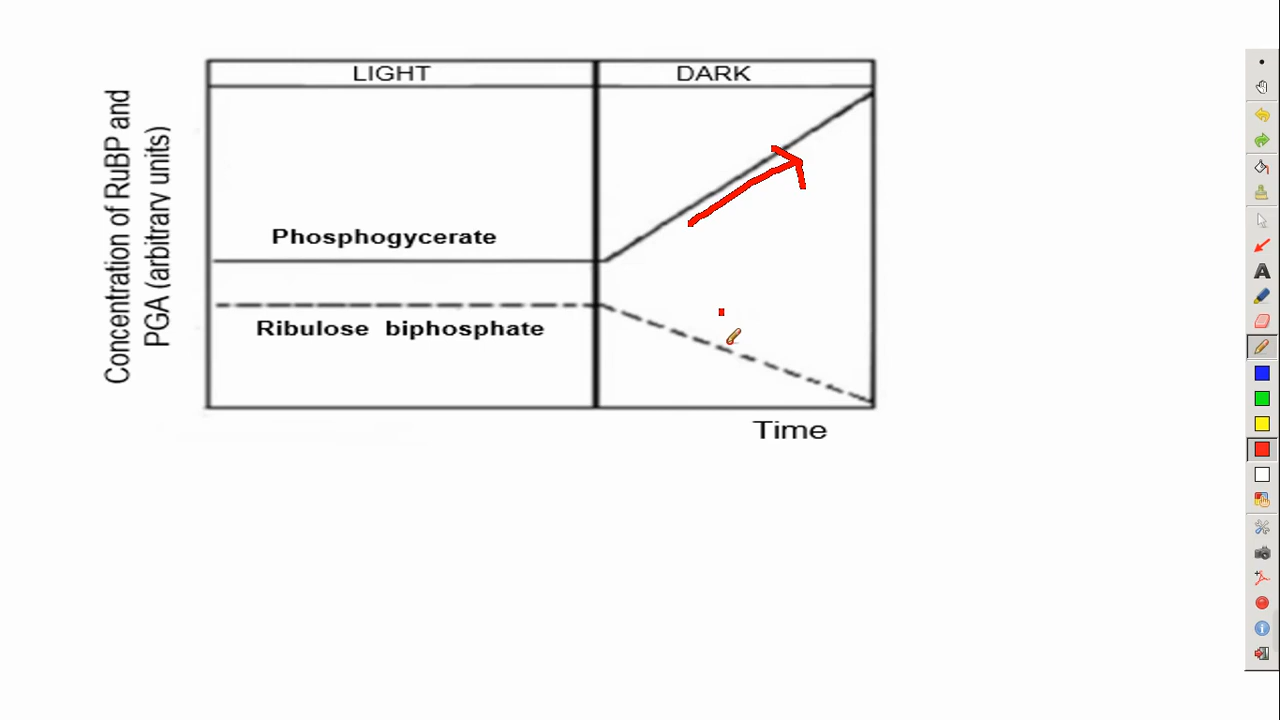 LIGHT
DARK
Concentration of RuBP and
PGA (arbitrary units)
Phosphogycerate
Ribulose biphosphate
Time